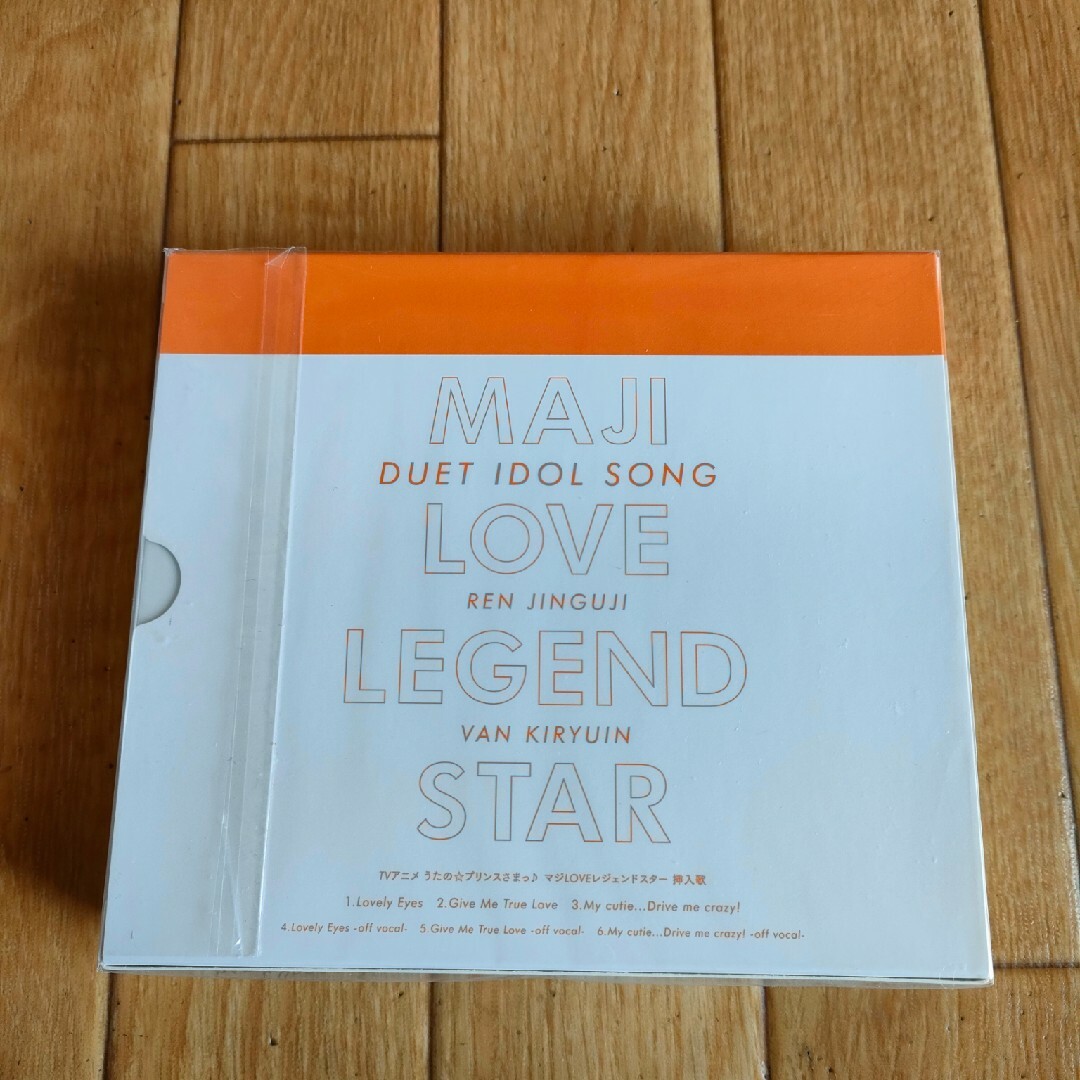 MAJI
DUET IDOL SONG
LOVE
REN JINGUJI
LEGEND
VAN KIRYUIN
STAR
TVアニメ うたの☆プリンスさまっ♪ マジLOVEレジェンドスター 挿入歌
1.Lovely Eyes 2.Give Me True Love 3.My cutie...Drive me crazy!
4.Lovely Eyes -off vocal- 5.Give Me True Love -off vocal- 6.My cutie...Drive me crazy! -off vocal-